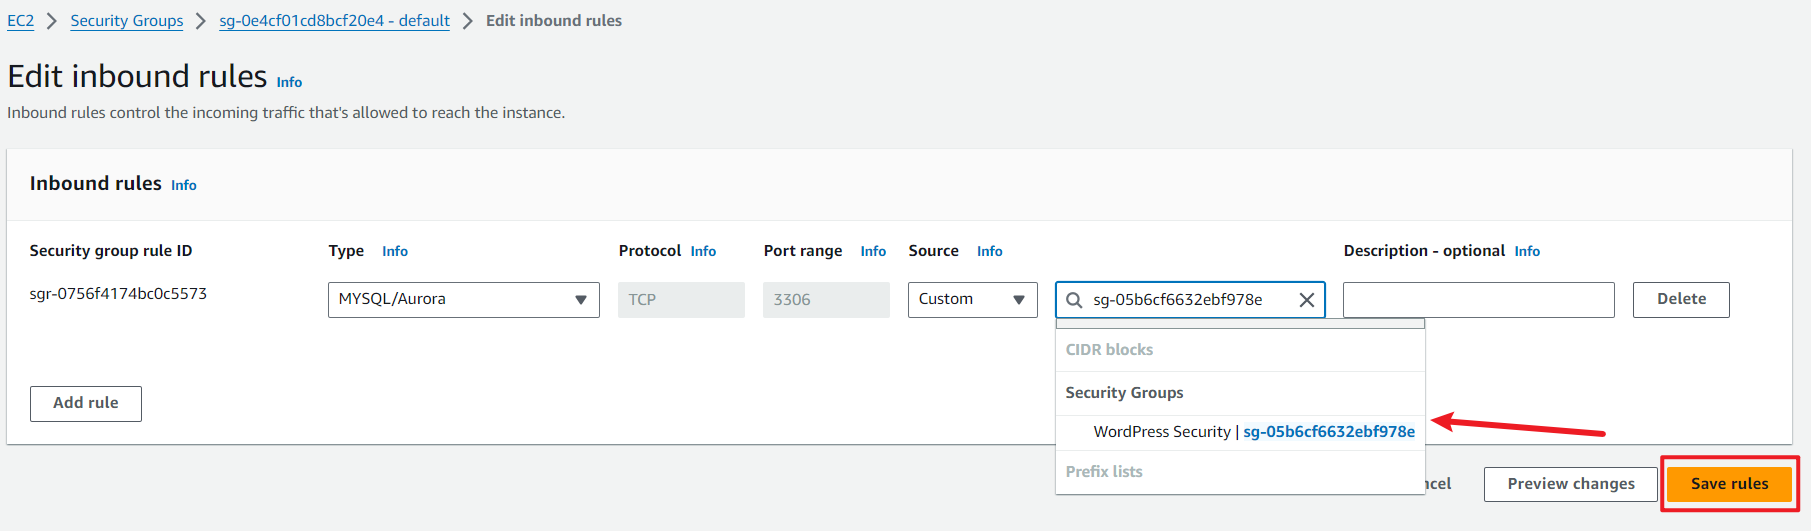 EC2 > Security Groups > sg-0e4cf01cd8bcf20e4 - default > Edit inbound rules
Edit inbound rules Info
Inbound rules control the incoming traffic that's allowed to reach the instance.
Inbound rules Info
Security group rule ID Type Info Protocol Info Port range Info Source Info Description - optional Info
sgr-0756f4174bc0c5573 MYSQL/Aurora TCP 3306 Custom sg-05b6cf6632ebf978e Delete
CIDR blocks
Security Groups
Add rule
WordPress Security | sg-05b6cf6632ebf978e
Prefix lists
Preview changes Save rules